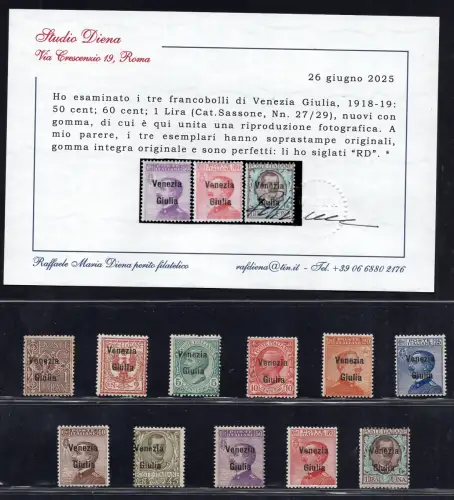 Studio Diena
Via Crescenzio 19, Roma
26 giugno 2025
Ho esaminato i tre francobolli di Venezia Giulia, 1918-19:
50 cent; 60 cent; 1 Lira (Cat.Sassone, Nn. 27/29), nuovi con
gomma, di cui è qui unita una riproduzione fotografica. A
mio parere, i tre esemplari hanno soprastampe originali,
gomma integra originale e sono perfetti: li ho siglati "RD". *
Venezia Venezia Venezia
Giulia Giulia Giulia
Raffaele Maria Diena perito filatelico
rafdiena@tin.it - Tel. +39 06 6880 2176
Venezia Venezia Venezia Venezia Venezia Venezia
Giulia Giulia Giulia Giulia Giulia Giulia
Venezia Venezia Venezia Venezia Venezia
Giulia Giulia Giulia Giulia Giulia